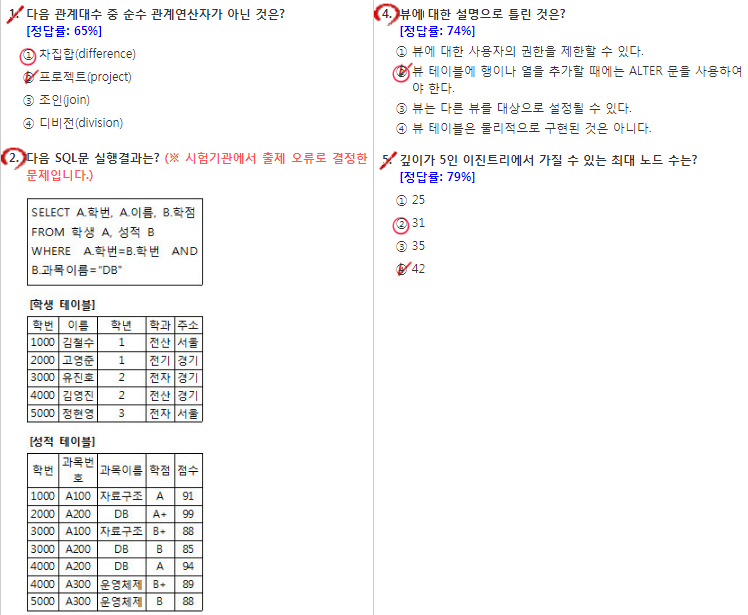 1. 다음 관계대수 중 순수 관계연산자가 아닌 것은?
[정답률: 65%]
① 차집합(difference)
② 프로젝트(project)
③ 조인(join)
④ 디비전(division)
2. 다음 SQL문 실행결과는? (※ 시험기관에서 출제 오류로 결정한
문제입니다.)
SELECT A.학번, A.이름, B.학점
FROM 학생 A, 성적 B
WHERE A.학번=B.학번 AND
B.과목이름="DB"
[학생 테이블]
학번 이름 학년 학과 주소
1000 김철수 1 전산 서울
2000 고영준 1 전기 경기
3000 유진호 2 전자 경기
4000 김영진 2 전산 경기
5000 정현영 3 전자 서울
[성적 테이블]
학번 과목번호 과목이름 학점 점수
1000 A100 자료구조 A 91
2000 A200 DB A+ 99
3000 A100 자료구조 B+ 88
3000 A200 DB B 85
4000 A200 DB A 94
4000 A300 운영체제 B+ 89
5000 A300 운영체제 B 88
4. 뷰에 대한 설명으로 틀린 것은?
[정답률: 74%]
① 뷰에 대한 사용자의 권한을 제한할 수 있다.
② 뷰 테이블에 행이나 열을 추가할 때에는 ALTER 문을 사용하여
야 한다.
③ 뷰는 다른 뷰를 대상으로 설정될 수 있다.
④ 뷰 테이블은 물리적으로 구현된 것은 아니다.
5. 깊이가 5인 이진트리에서 가질 수 있는 최대 노드 수는?
[정답률: 79%]
① 25
② 31
③ 35
④ 42